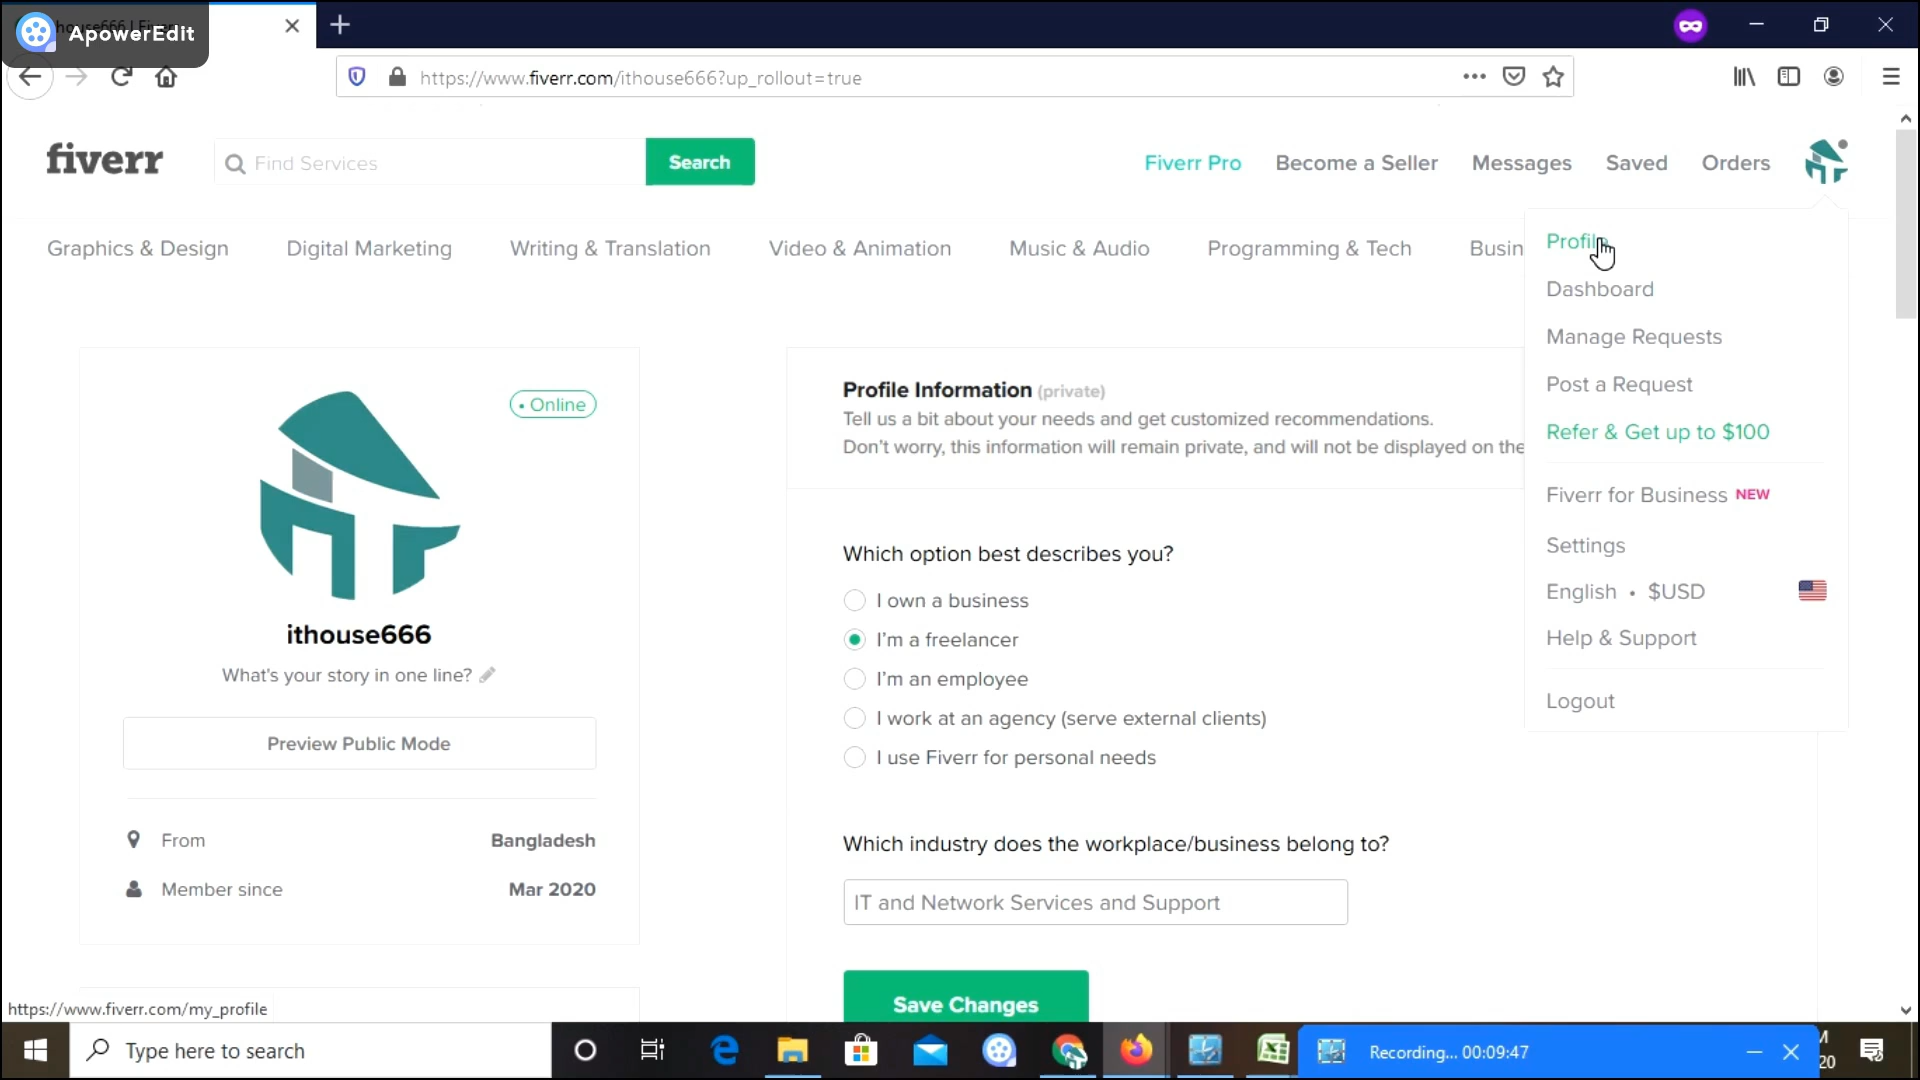 ApowerEdit
https://www.fiverr.com/ithouse666?up_rollout=true
fiverr
Find Services
Search
Fiverr Pro
Become a Seller
Messages
Saved
Orders
Graphics & Design
Digital Marketing
Writing & Translation
Video & Animation
Music & Audio
Programming & Tech
Busin
Profile
Dashboard
Manage Requests
Post a Request
Refer & Get up to $100
Fiverr for Business NEW
Settings
English • $USD
Help & Support
Logout
• Online
ithouse666
What's your story in one line?
Preview Public Mode
From Bangladesh
Member since Mar 2020
Profile Information (private)
Tell us a bit about your needs and get customized recommendations.
Don't worry, this information will remain private, and will not be displayed on the
Which option best describes you?
I own a business
I'm a freelancer
I'm an employee
I work at an agency (serve external clients)
I use Fiverr for personal needs
Which industry does the workplace/business belong to?
IT and Network Services and Support
Save Changes
https://www.fiverr.com/my_profile
Type here to search
Recording... 00:09:47
M
20